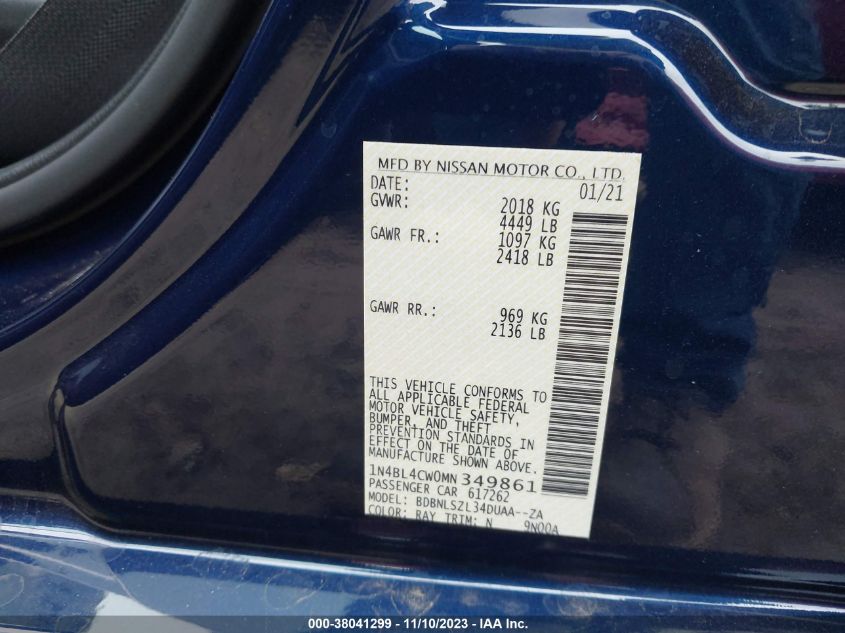 MFD BY NISSAN MOTOR CO., LTD.
DATE: 01/21
GVWR: 2018 KG
4449 LB
GAWR FR.: 1097 KG
2418 LB
GAWR RR.: 969 KG
2136 LB
THIS VEHICLE CONFORMS TO
ALL APPLICABLE FEDERAL
MOTOR VEHICLE SAFETY,
BUMPER, AND THEFT
PREVENTION STANDARDS IN
EFFECT ON THE DATE OF
MANUFACTURE SHOWN ABOVE.
1N4BL4CW0MN 349861
PASSENGER CAR 617262
MODEL: BDBNLSZL34DUAA--ZA
COLOR: RAY TRIM: N 9N00A
000-38041299 - 11/10/2023 - IAA Inc.